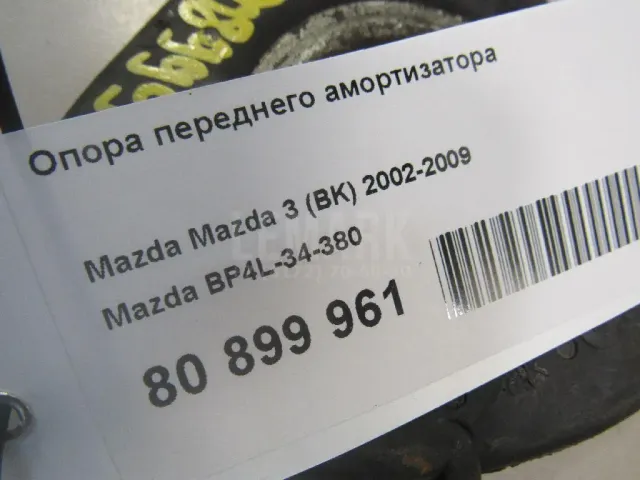 Опора переднего амортизатора
Mazda Mazda 3 (BK) 2002-2009
Mazda BP4L-34-380
80 899 961